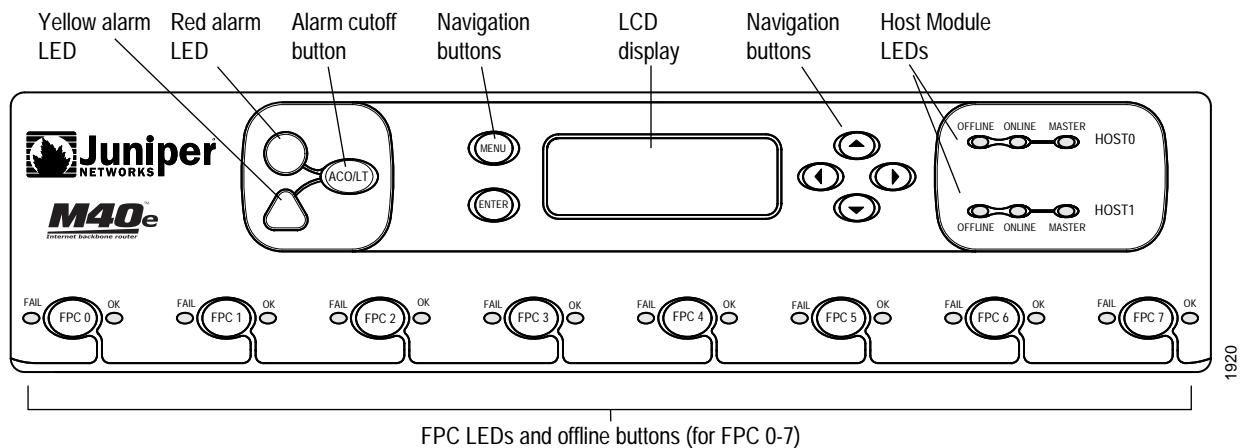 Yellow alarm LED
Red alarm LED
Alarm cutoff button
Navigation buttons
LCD display
Navigation buttons
Host Module LEDs
Juniper
NETWORKS
M40e
Internet backbone router
ACO/LT
MENU
ENTER
OFFLINE ONLINE MASTER
HOST0
HOST1
OFFLINE ONLINE MASTER
FAIL FPC 0 OK
FAIL FPC 1 OK
FAIL FPC 2 OK
FAIL FPC 3 OK
FAIL FPC 4 OK
FAIL FPC 5 OK
FAIL FPC 6 OK
FAIL FPC 7 OK
1920
FPC LEDs and offline buttons (for FPC 0-7)